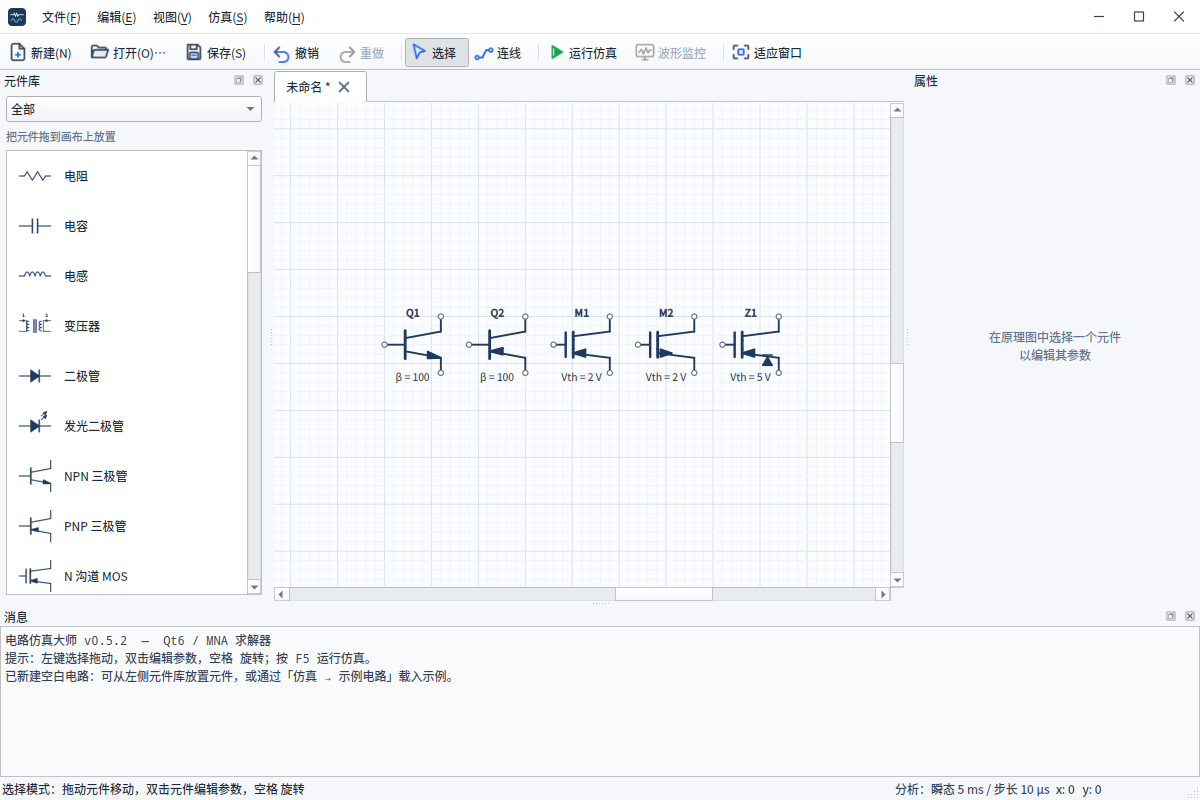 文件(F) 编辑(E) 视图(V) 仿真(S) 帮助(H)
新建(N) 打开(O)… 保存(S) 撤销 重做 选择 连线 运行仿真 波形监控 适应窗口
元件库
全部
把元件拖到画布上放置
电阻
电容
电感
变压器
二极管
发光二极管
NPN 三极管
PNP 三极管
N 沟道 MOS
未命名 *
Q1 Q2 M1 M2 Z1
β = 100 β = 100 Vth = 2 V Vth = 2 V Vth = 5 V
属性
在原理图中选择一个元件
以编辑其参数
消息
电路仿真大师 v0.5.2 — Qt6 / MNA 求解器
提示：左键选择拖动，双击编辑参数，空格 旋转；按 F5 运行仿真。
已新建空白电路：可从左侧元件库放置元件，或通过「仿真 → 示例电路」载入示例。
选择模式：拖动元件移动，双击元件编辑参数，空格 旋转
分析：瞬态 5 ms / 步长 10 μs x: 0 y: 0